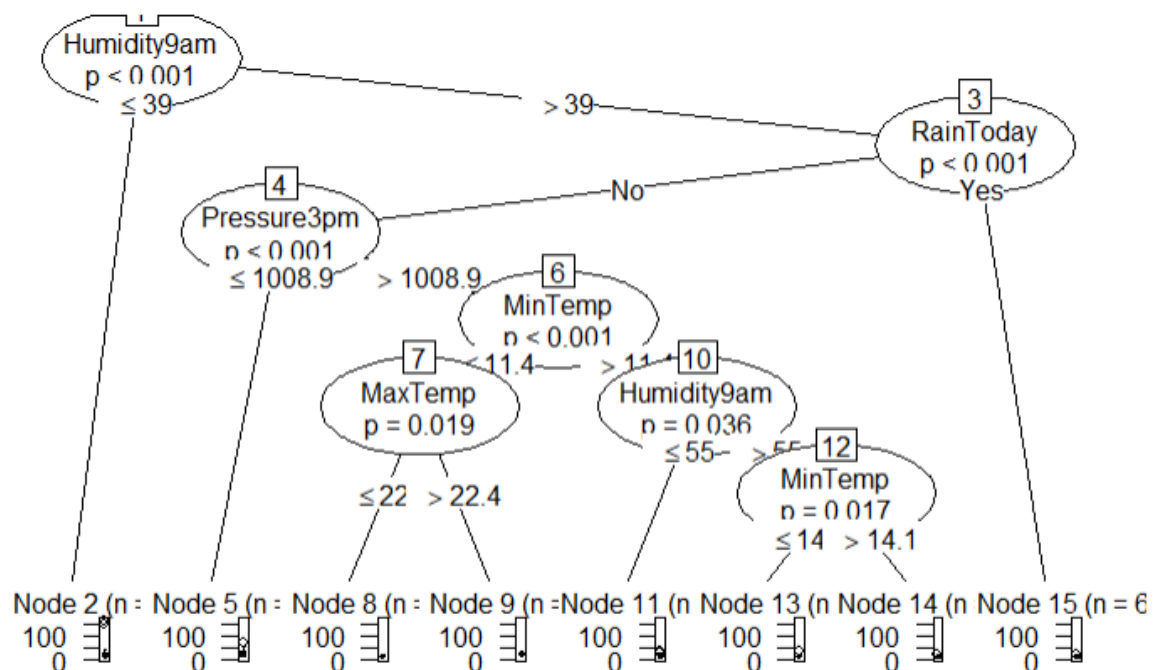 1
Humidity9am
p < 0.001
≤ 39
> 39
3
RainToday
p < 0.001
No
Yes
4
Pressure3pm
p < 0.001
≤ 1008.9
> 1008.9
6
MinTemp
p < 0.001
≤ 11.4
> 11.4
7
MaxTemp
p = 0.019
10
Humidity9am
p = 0.036
≤ 55
> 55
12
MinTemp
p = 0.017
≤ 22
> 22.4
≤ 14
> 14.1
Node 2 (n =
Node 5 (n =
Node 8 (n =
Node 9 (n =
Node 11 (n
Node 13 (n
Node 14 (n
Node 15 (n = 6
100
100
100
100
100
100
100
100
0
0
0
0
0
0
0
0